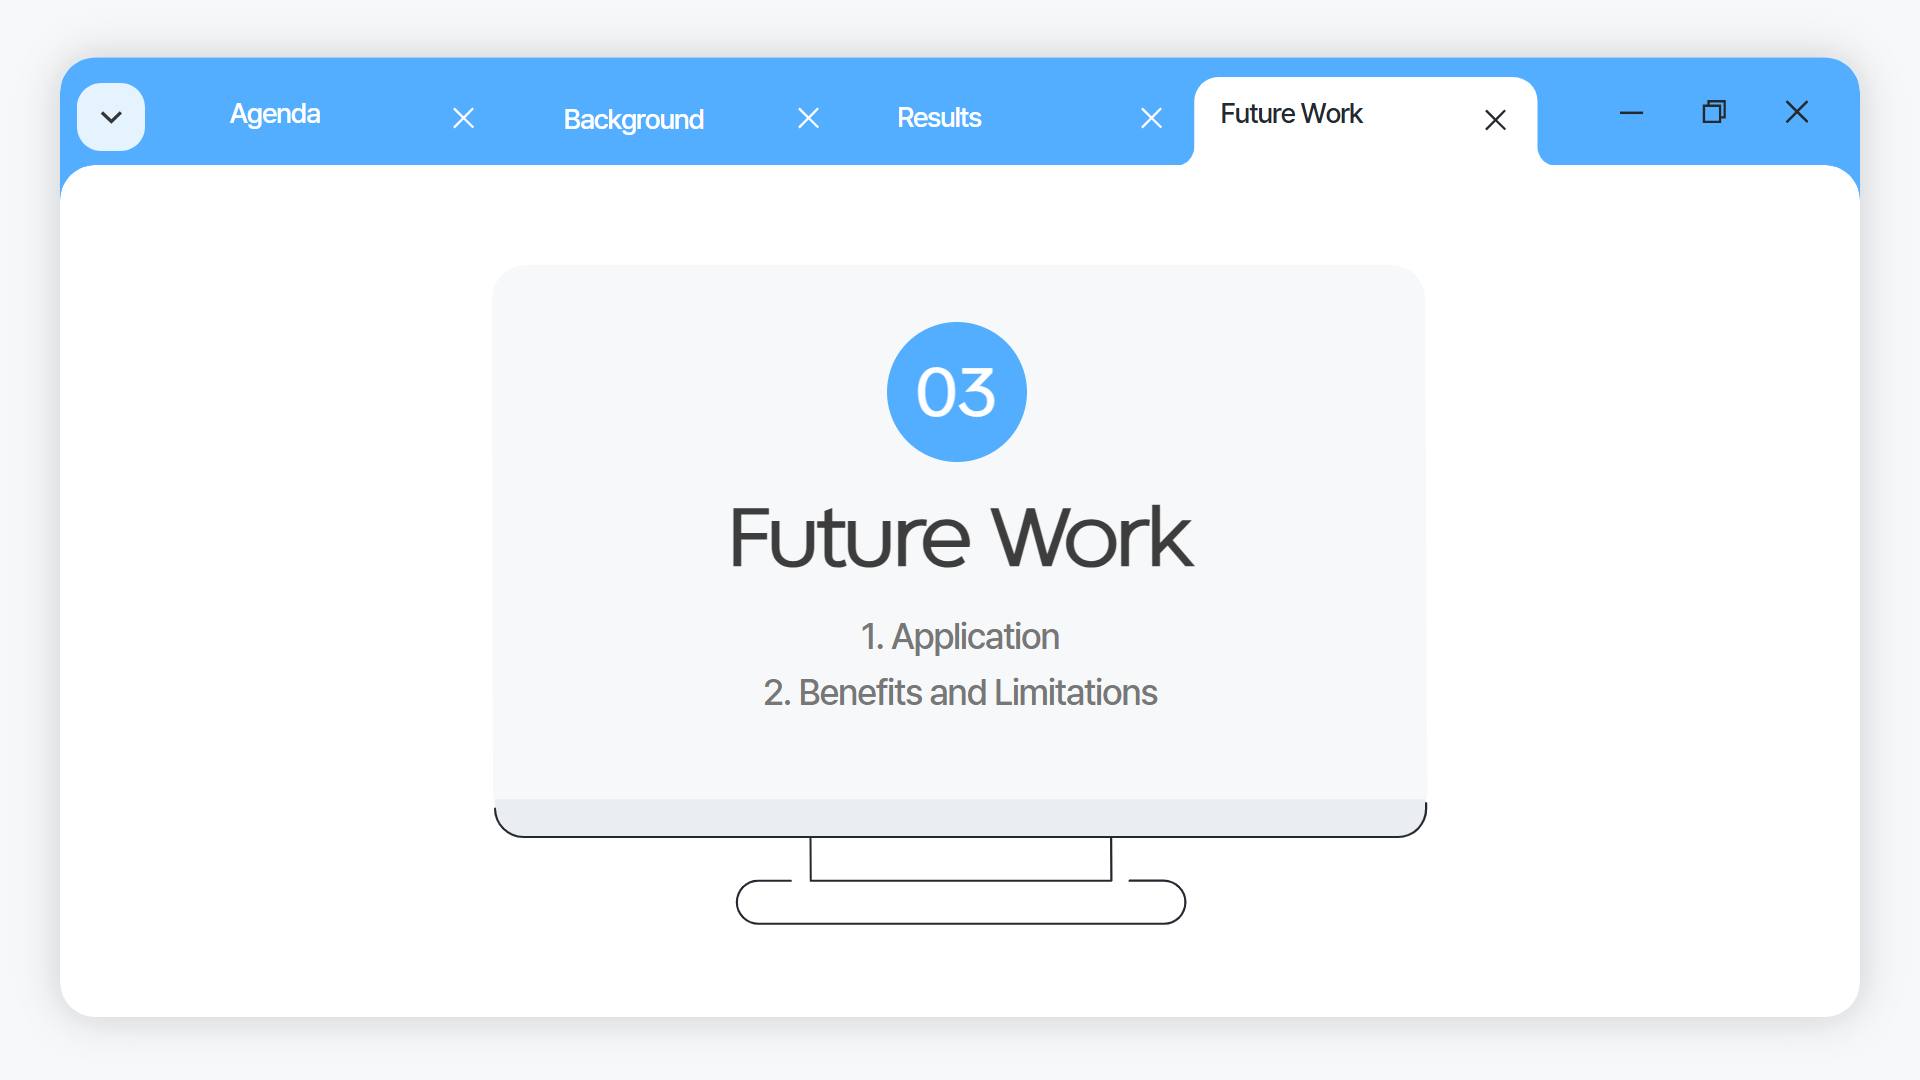 Agenda
Background
Results
Future Work
03
Future Work
1. Application
2. Benefits and Limitations